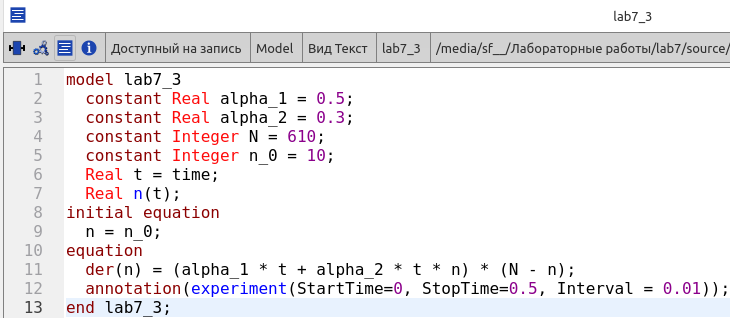 lab7_3
Доступный на запись Model Вид Текст lab7_3 /media/sf__/Лабораторные работы/lab7/source/
1 model lab7_3
2 constant Real alpha_1 = 0.5;
3 constant Real alpha_2 = 0.3;
4 constant Integer N = 610;
5 constant Integer n_0 = 10;
6 Real t = time;
7 Real n(t);
8 initial equation
9 n = n_0;
10 equation
11 der(n) = (alpha_1 * t + alpha_2 * t * n) * (N - n);
12 annotation(experiment(StartTime=0, StopTime=0.5, Interval = 0.01));
13 end lab7_3;